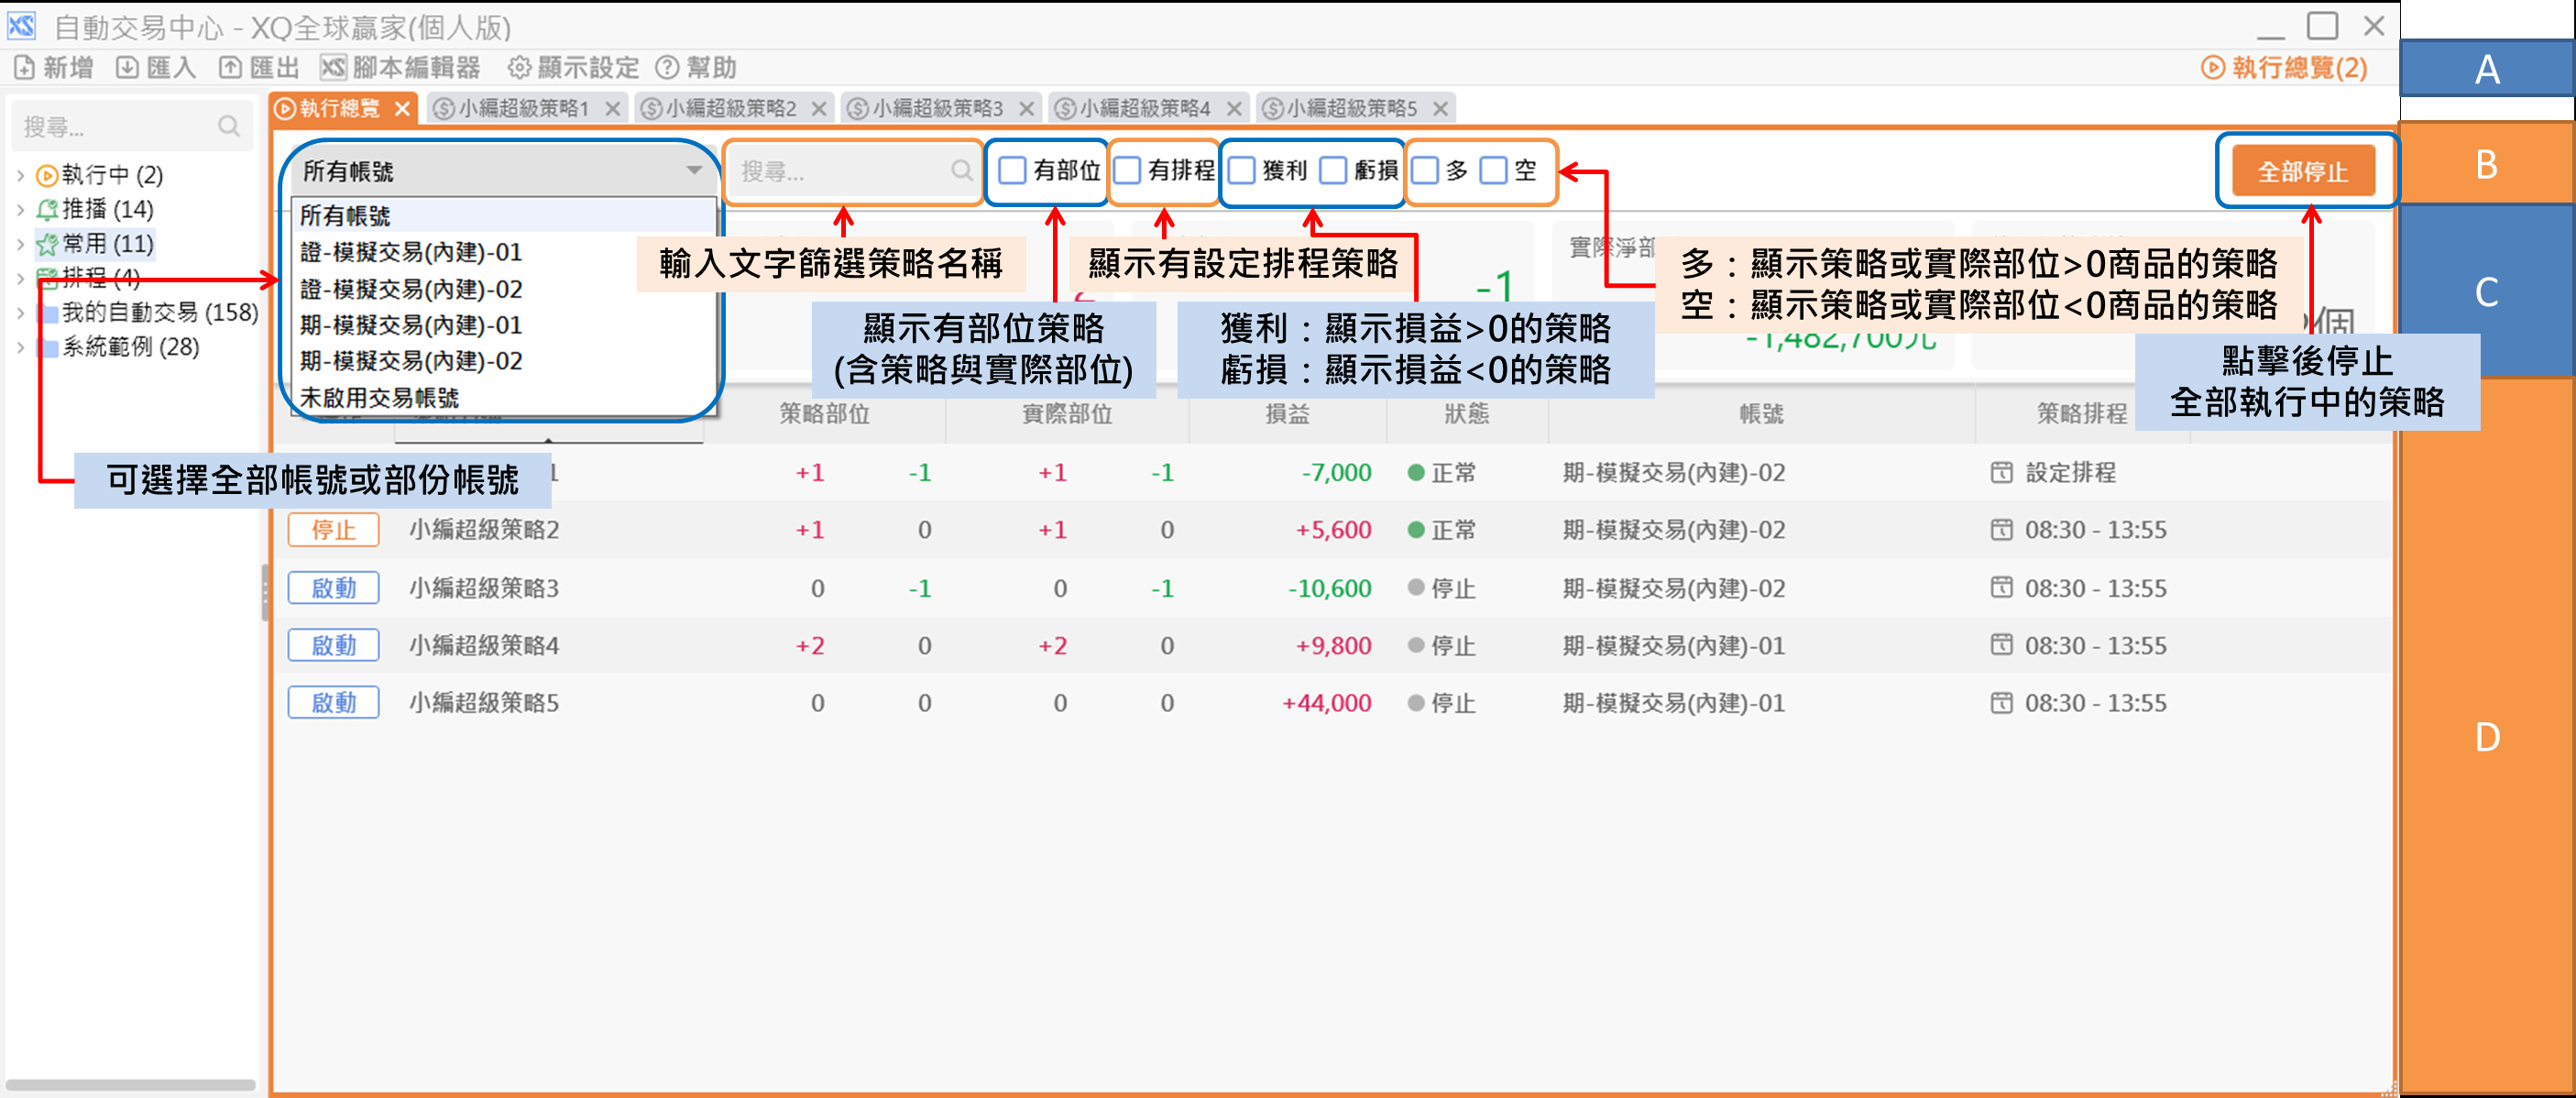 自動交易中心 - XQ全球贏家(個人版)
新增 匯入 匯出 XS 腳本編輯器 顯示設定 幫助 執行總覽(2)
A
搜尋...
執行中 (2)
推播 (14)
常用 (11)
排程 (4)
我的自動交易 (158)
系統範例 (28)
執行總覽 小編超級策略1 小編超級策略2 小編超級策略3 小編超級策略4 小編超級策略5
所有帳號 搜尋... 有部位 有排程 獲利 虧損 多 空 全部停止
B
所有帳號
證-模擬交易(內建)-01
證-模擬交易(內建)-02
期-模擬交易(內建)-01
期-模擬交易(內建)-02
未啟用交易帳號
可選擇全部帳號或部份帳號
輸入文字篩選策略名稱
顯示有部位策略
(含策略與實際部位)
顯示有設定排程策略
獲利：顯示損益>0的策略
虧損：顯示損益<0的策略
多：顯示策略或實際部位>0商品的策略
空：顯示策略或實際部位<0商品的策略
點擊後停止
全部執行中的策略
-1
實際淨部
-1,482,700元
個
C
策略部位 實際部位 損益 狀態 帳號 策略排程
1 +1 -1 +1 -1 -7,000 正常 期-模擬交易(內建)-02 設定排程
停止 小編超級策略2 +1 0 +1 0 +5,600 正常 期-模擬交易(內建)-02 08:30 - 13:55
啟動 小編超級策略3 0 -1 0 -1 -10,600 停止 期-模擬交易(內建)-02 08:30 - 13:55
啟動 小編超級策略4 +2 0 +2 0 +9,800 停止 期-模擬交易(內建)-01 08:30 - 13:55
啟動 小編超級策略5 0 0 0 0 +44,000 停止 期-模擬交易(內建)-01 08:30 - 13:55
D